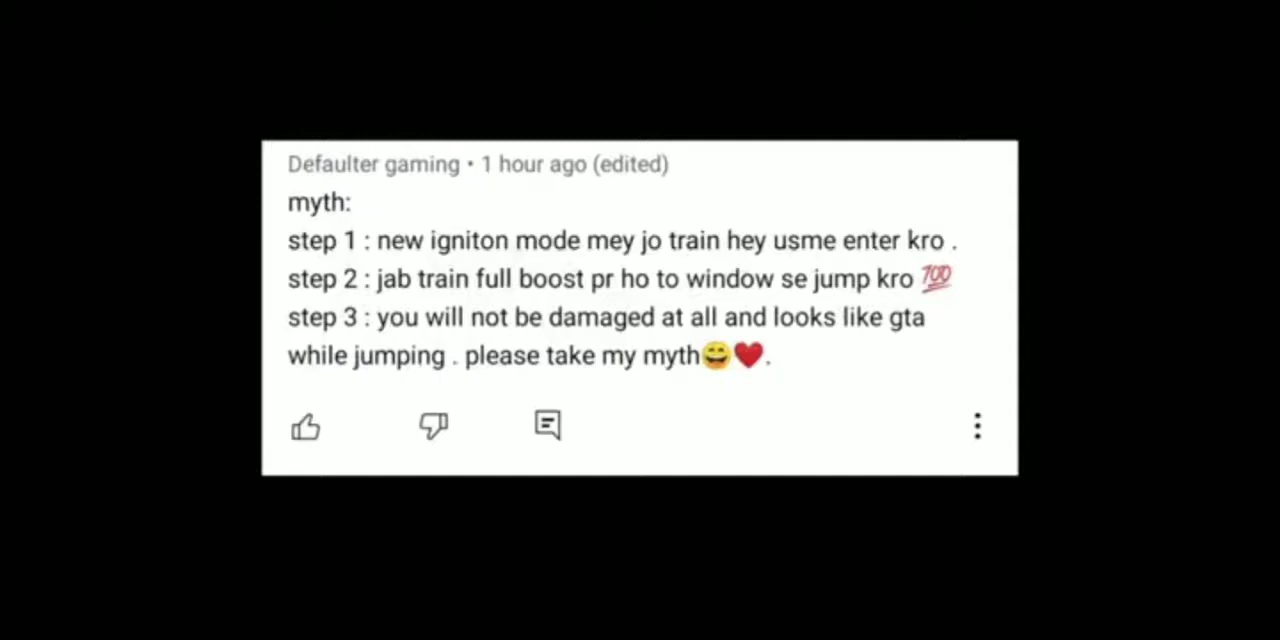 Defaulter gaming • 1 hour ago (edited)
myth:
step 1 : new igniton mode mey jo train hey usme enter kro .
step 2 : jab train full boost pr ho to window se jump kro 💯
step 3 : you will not be damaged at all and looks like gta
while jumping . please take my myth😄❤️.